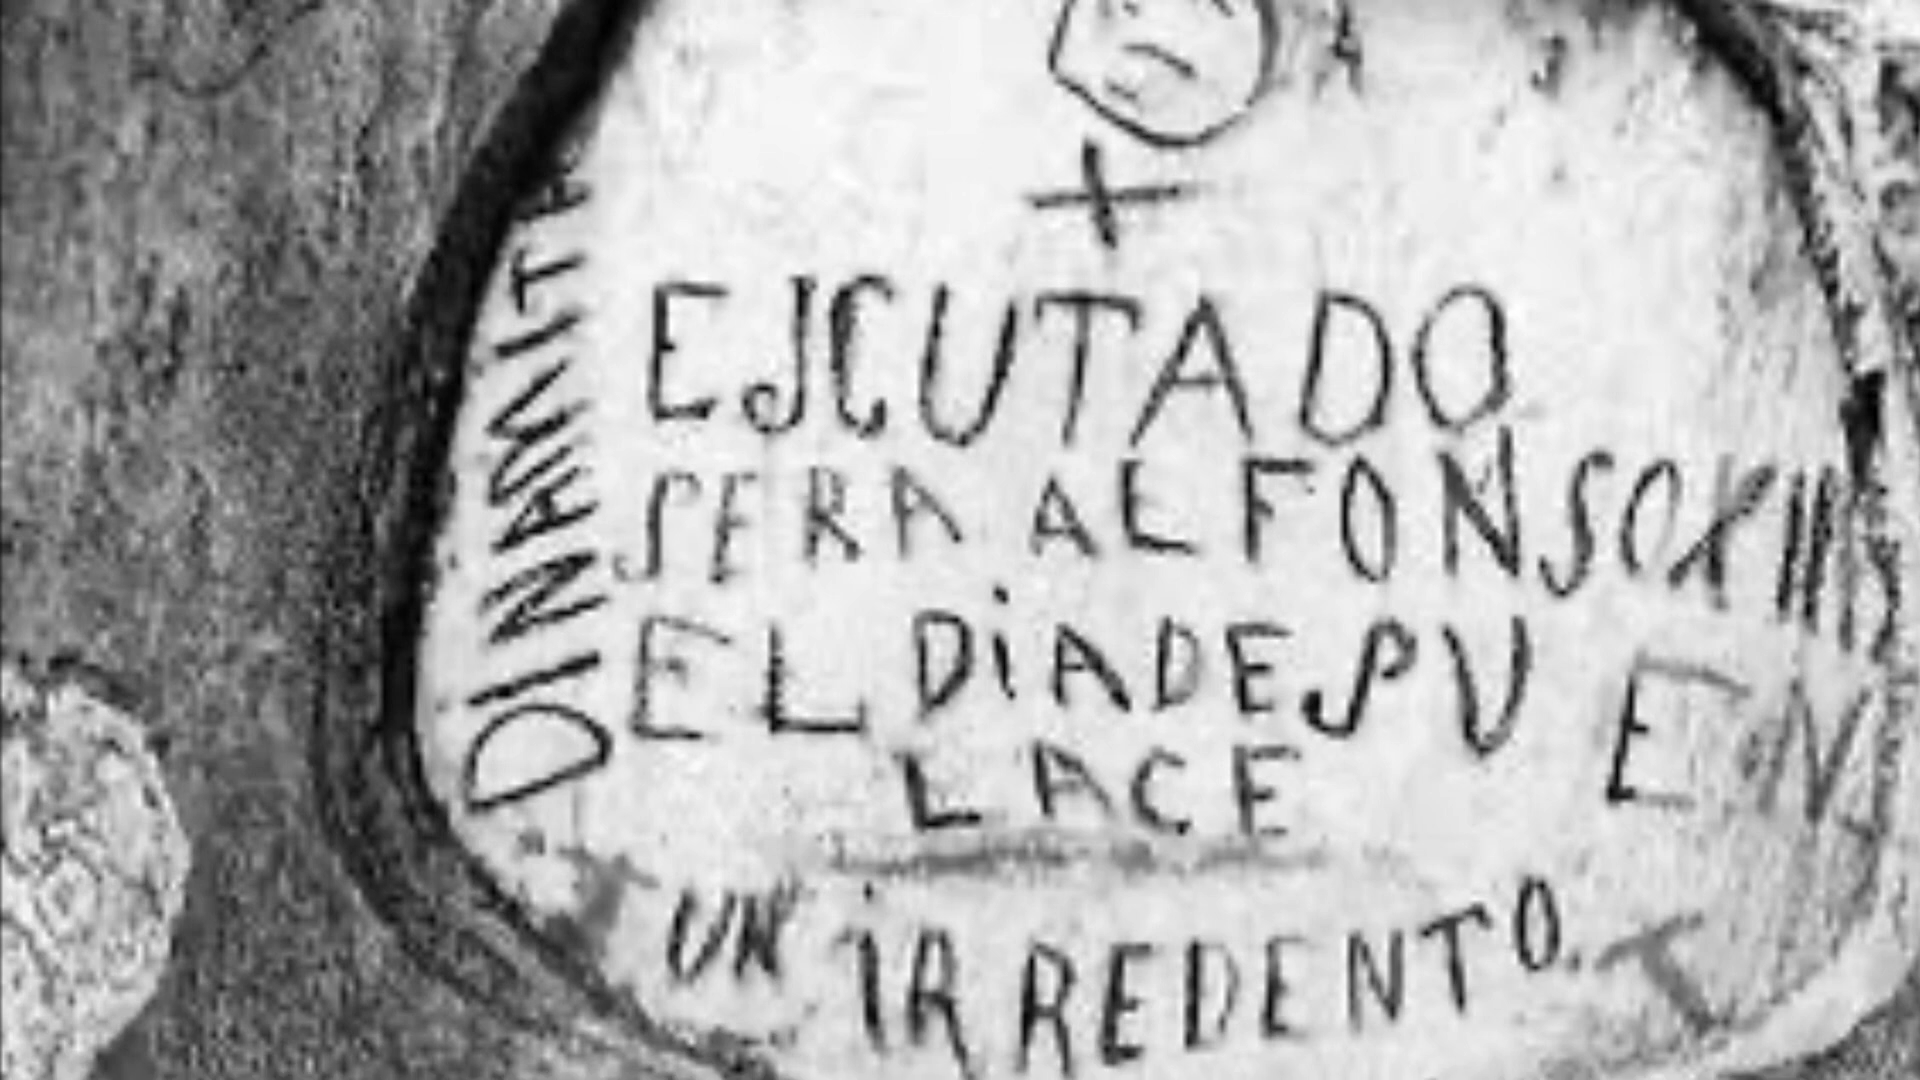 DINAMITA
EJCUTADO
SERA ALFONSO XIII
EL DiA DE SU EN
LACE
UN iRREDENTO.